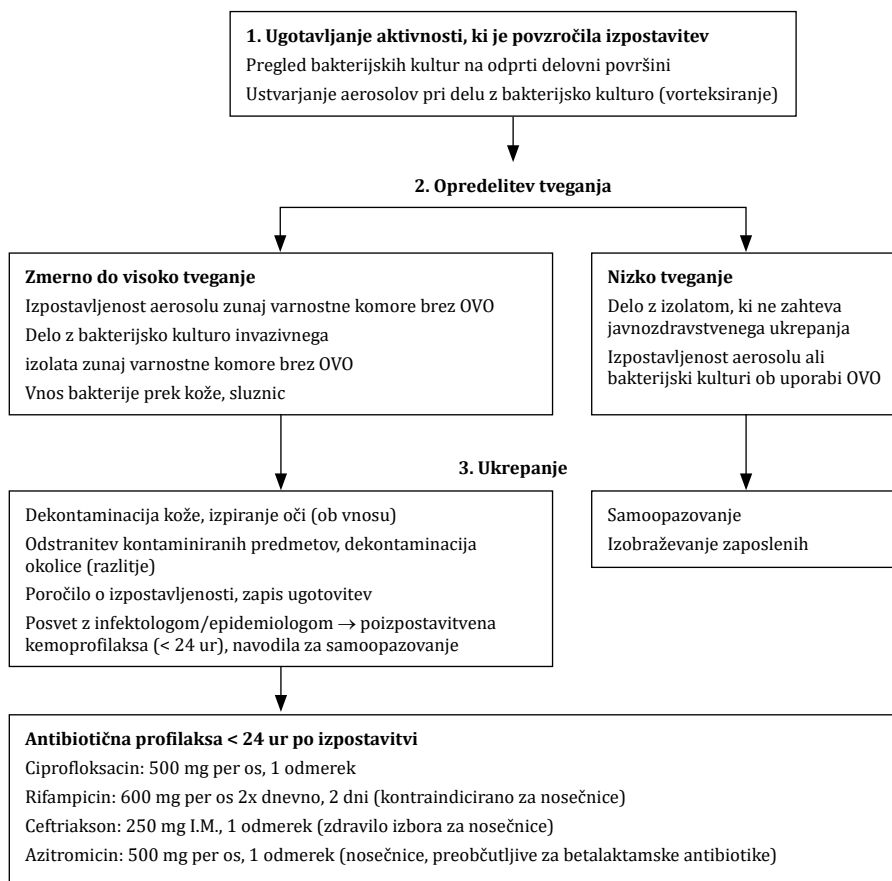 1. Ugotavljanje aktivnosti, ki je povzročila izpostavitev
Pregled bakterijskih kultur na odprti delovni površini
Ustvarjanje aerosolov pri delu z bakterijsko kulturo (vorteksiranje)
2. Opredelitev tveganja
Zmerno do visoko tveganje
Izpostavljenost aerosolu zunaj varnostne komore brez OVO
Delo z bakterijsko kulturo invazivnega
izolata zunaj varnostne komore brez OVO
Vnos bakterije prek kože, sluznic
Nizko tveganje
Delo z izolatom, ki ne zahteva
javnozdravstvenega ukrepanja
Izpostavljenost aerosolu ali
bakterijski kulturi ob uporabi OVO
3. Ukrepanje
Dekontaminacija kože, izpiranje oči (ob vnosu)
Odstranitev kontaminiranih predmetov, dekontaminacija
okolice (razlitje)
Poročilo o izpostavljenosti, zapis ugotovitev
Posvet z infektologom/epidemiologom → poizpostavitvena
kemoprofilaksa (< 24 ur), navodila za samoopazovanje
Samoopazovanje
Izobraževanje zaposlenih
Antibiotična profilaksa < 24 ur po izpostavitvi
Ciprofloksacin: 500 mg per os, 1 odmerek
Rifampicin: 600 mg per os 2x dnevno, 2 dni (kontraindicirano za nosečnice)
Ceftriakson: 250 mg I.M., 1 odmerek (zdravilo izbora za nosečnice)
Azitromicin: 500 mg per os, 1 odmerek (nosečnice, preobčutljive za betalaktamske antibiotike)